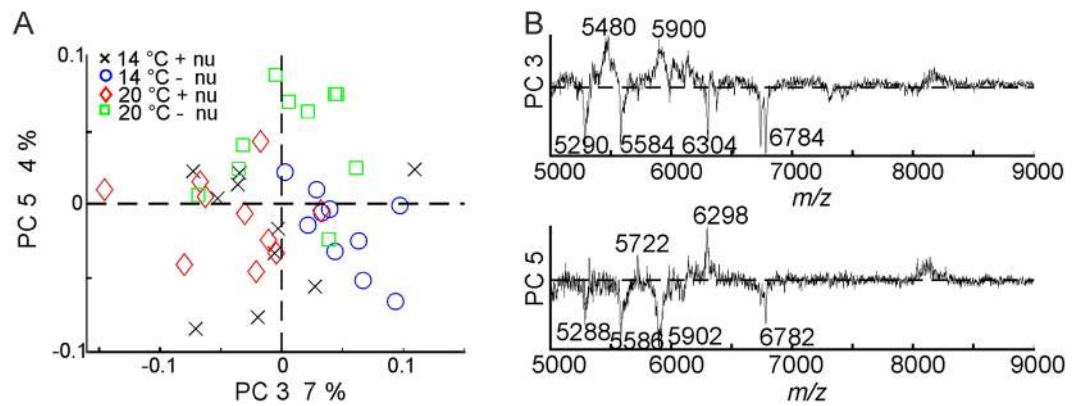 A
0.1
× 14 °C + nu
○ 14 °C - nu
◇ 20 °C + nu
□ 20 °C - nu
PC 5 4 %
0
-0.1
-0.1 0 0.1
PC 3 7 %
B
5480 5900
PC 3
5290 5584 6304 6784
5000 6000 7000 8000 9000
m/z
6298
5722
PC 5
5288 5586 5902 6782
5000 6000 7000 8000 9000
m/z